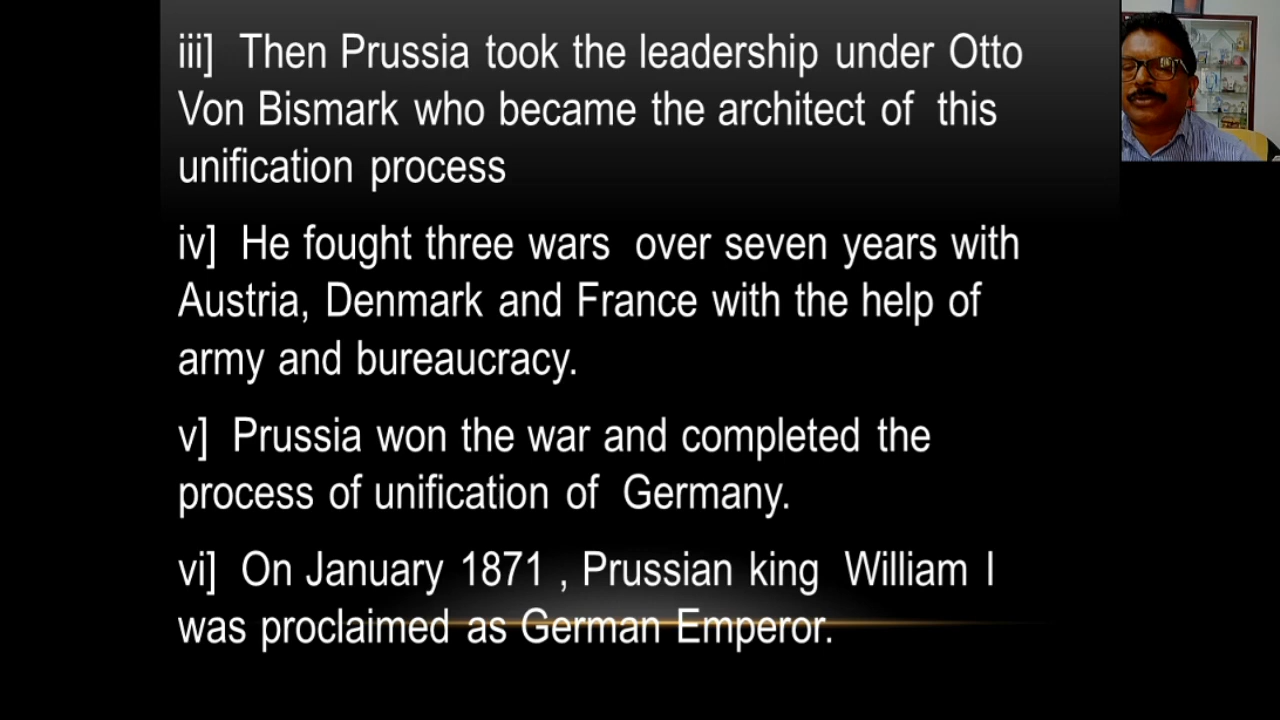 iii] Then Prussia took the leadership under Otto
Von Bismark who became the architect of this
unification process
iv] He fought three wars over seven years with
Austria, Denmark and France with the help of
army and bureaucracy.
v] Prussia won the war and completed the
process of unification of Germany.
vi] On January 1871 , Prussian king William I
was proclaimed as German Emperor.